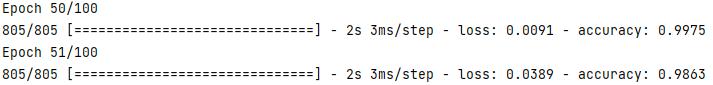 Epoch 50/100
805/805 [==============================] - 2s 3ms/step - loss: 0.0091 - accuracy: 0.9975
Epoch 51/100
805/805 [==============================] - 2s 3ms/step - loss: 0.0389 - accuracy: 0.9863